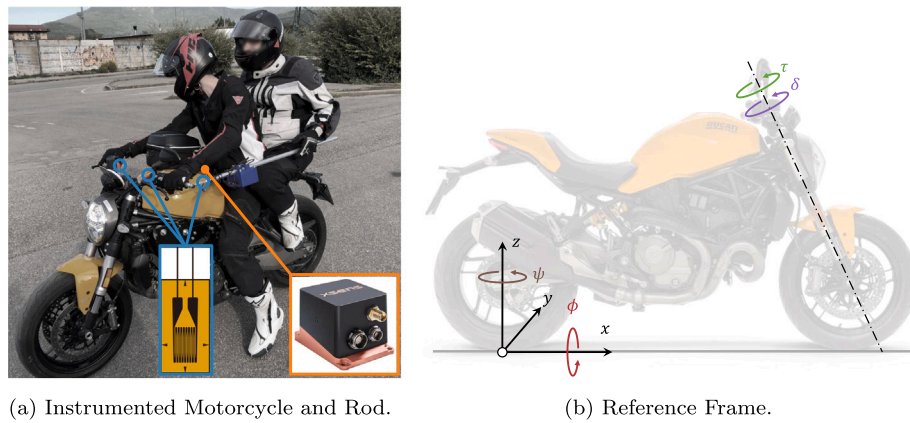 xsens
DUCATI
τ
δ
z
ψ
y
ϕ
x
(a) Instrumented Motorcycle and Rod.
(b) Reference Frame.